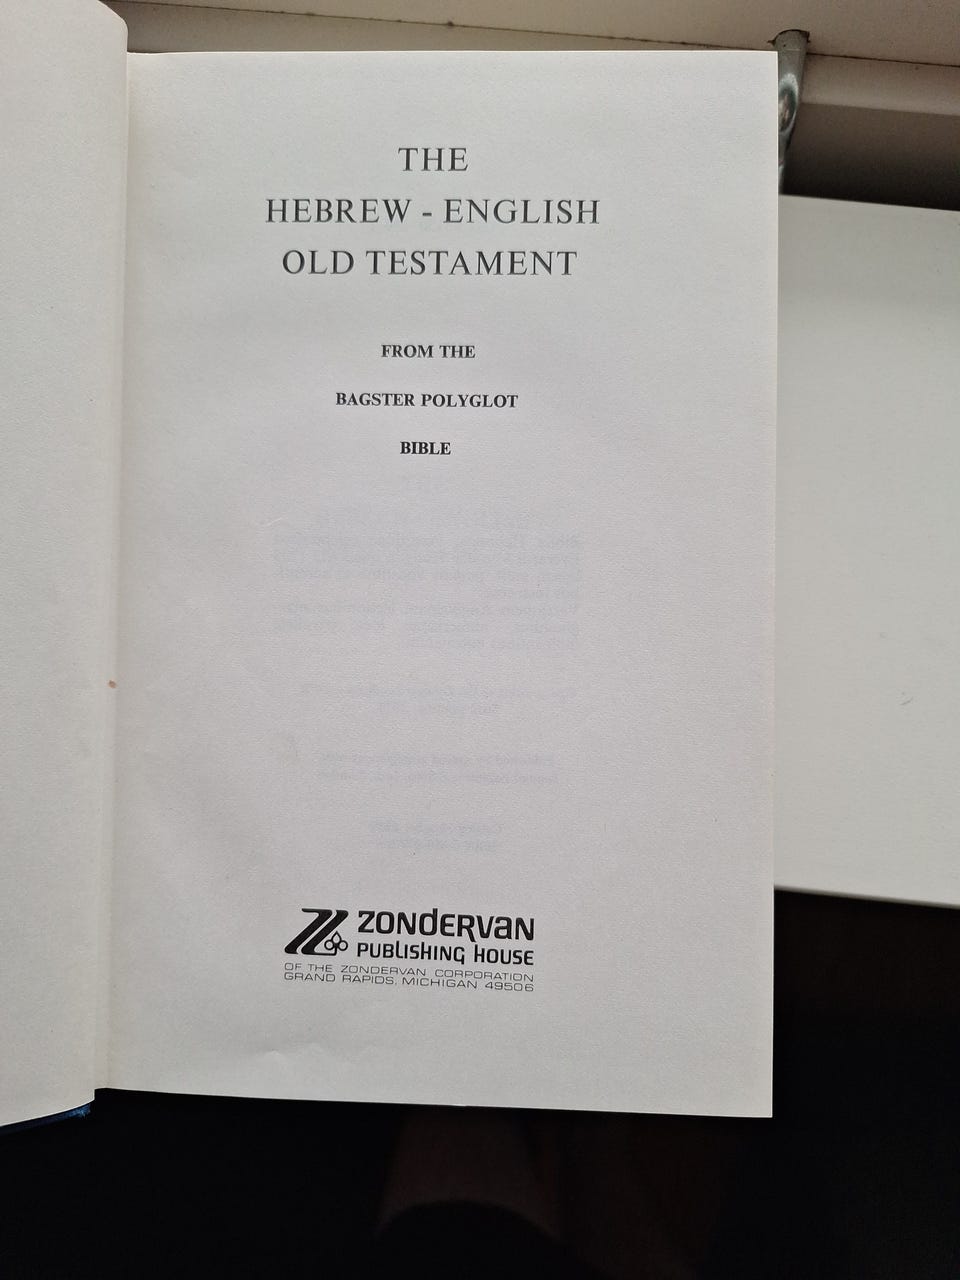 THE
HEBREW - ENGLISH
OLD TESTAMENT
FROM THE
BAGSTER POLYGLOT
BIBLE
ZONDERVAN
PUBLISHING HOUSE
OF THE ZONDERVAN CORPORATION
GRAND RAPIDS, MICHIGAN 49506